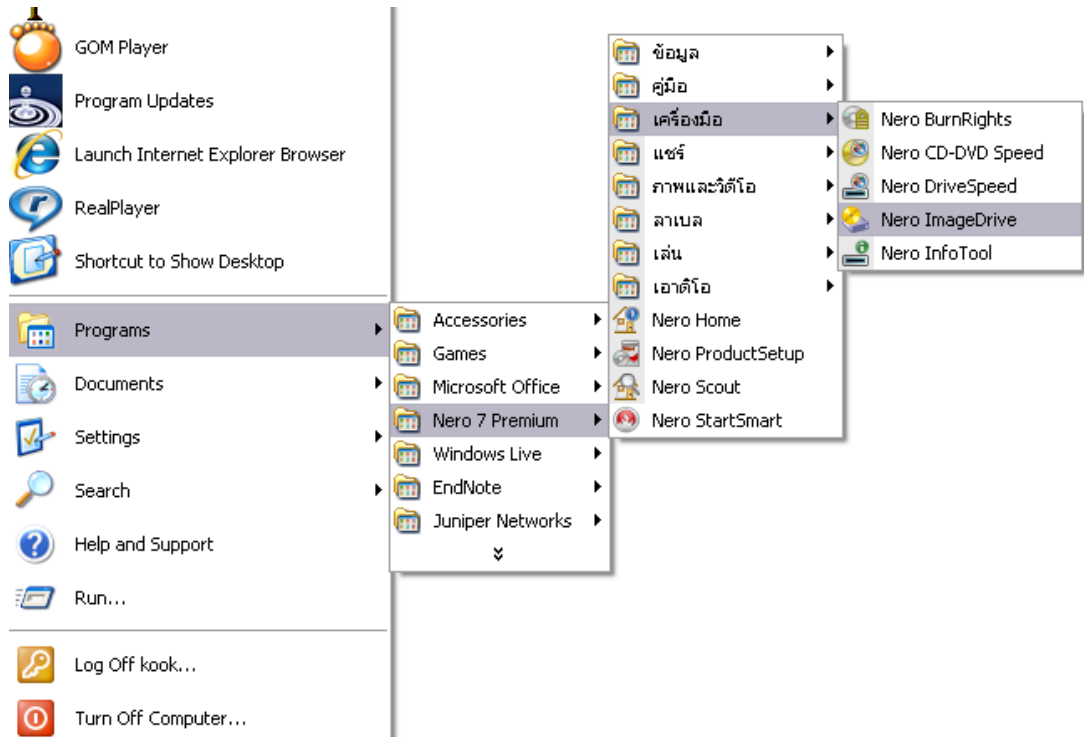 GOM Player
Program Updates
Launch Internet Explorer Browser
RealPlayer
Shortcut to Show Desktop
Programs
Documents
Settings
Search
Help and Support
Run...
Log Off kook...
Turn Off Computer...
Accessories
Games
Microsoft Office
Nero 7 Premium
Windows Live
EndNote
Juniper Networks
ข้อมูล
คู่มือ
เครื่องมือ
แชร์
ภาพและวิดีโอ
ลาเบล
เล่น
เอาดิโอ
Nero Home
Nero ProductSetup
Nero Scout
Nero StartSmart
Nero BurnRights
Nero CD-DVD Speed
Nero DriveSpeed
Nero ImageDrive
Nero InfoTool